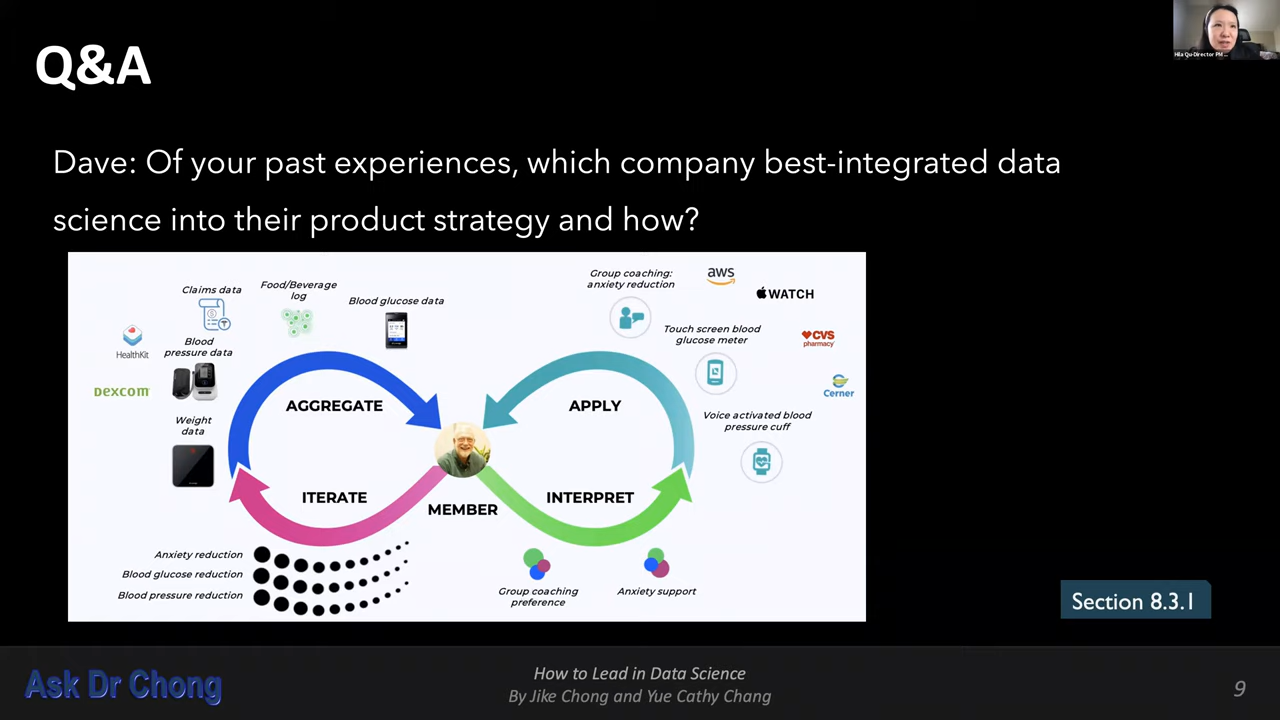 Q&A
Hila Qu-Director PM ...
Dave: Of your past experiences, which company best-integrated data
science into their product strategy and how?
Claims data
Food/Beverage
log
Blood glucose data
HealthKit
Blood
pressure data
DEXCOM
Weight
data
AGGREGATE
ITERATE
MEMBER
Anxiety reduction
Blood glucose reduction
Blood pressure reduction
Group coaching:
anxiety reduction
aws
WATCH
Touch screen blood
glucose meter
CVS
pharmacy
Cerner
Voice activated blood
pressure cuff
APPLY
INTERPRET
Group coaching
preference
Anxiety support
Section 8.3.1
Ask Dr Chong
How to Lead in Data Science
By Jike Chong and Yue Cathy Chang
9